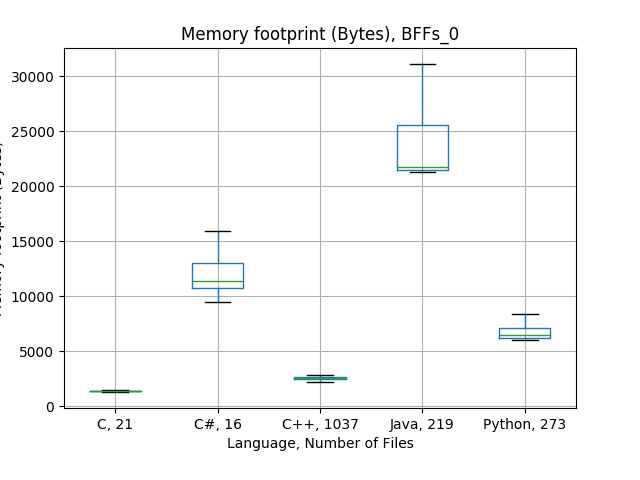 Memory footprint (Bytes), BFFs_0
30000
25000
20000
15000
10000
5000
0
C, 21
C#, 16
C++, 1037
Java, 219
Python, 273
Language, Number of Files